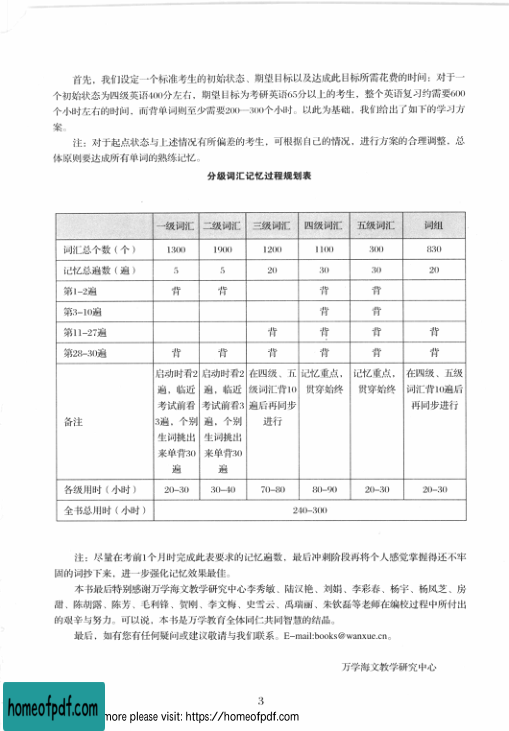 首先，我们设定一个标准考生的初始状态、期望目标以及达成此目标所需花费的时间：对于一
个初始状态为四级英语400分左右，期望目标为考研英语65分以上的考生，整个英语复习约需要600
个小时左右的时间，而背单词则至少需要200—300个小时。以此为基础，我们给出了如下的学习方
案。
注：对于起点状态与上述情况有所偏差的考生，可根据自己的情况，进行方案的合理调整，总
体原则要达成所有单词的熟练记忆。
分级词汇记忆过程规划表
一级词汇 二级词汇 三级词汇 四级词汇 五级词汇 词组
词汇总个数（个） 1300 1900 1200 1100 300 830
记忆总遍数（遍） 5 5 20 30 30 20
第1-2遍 背 背 背 背
第3-10遍 背 背
第11-27遍 背 背 背 背
第28-30遍 背 背 背 背 背 背
启动时看2 启动时看2 在四级、五 记忆重点， 记忆重点， 在四级、五级
遍，临近 遍，临近 级词汇背10 贯穿始终 贯穿始终 词汇背10遍后
考试前看 考试前看3 遍后再同步 再同步进行
备注 3遍，个别 遍，个别 进行
生词挑出 生词挑出
来单背30 来单背30
遍 遍
各级用时（小时） 20-30 30-40 70-80 80-90 20-30 20-30
全书总用时（小时） 240-300
注：尽量在考前1个月时完成此表要求的记忆遍数，最后冲刺阶段再将个人感觉掌握得还不牢
固的词抄下来，进一步强化记忆效果最佳。
本书最后特别感谢万学海文教学研究中心李秀敏、陆汉艳、刘娟、李彩春、杨宇、杨凤芝、房
甜、陈胡露、陈芳、毛利锋、贺刚、李文梅、史雪云、禹瑞丽、朱钦磊等老师在编校过程中所付出
的艰辛与努力。可以说，本书是万学教育全体同仁共同智慧的结晶。
最后，如有您有任何疑问或建议敬请与我们联系。E-mail:books@wanxue.cn。
万学海文教学研究中心
3
homeofpdf.com
more please visit: https://homeofpdf.com